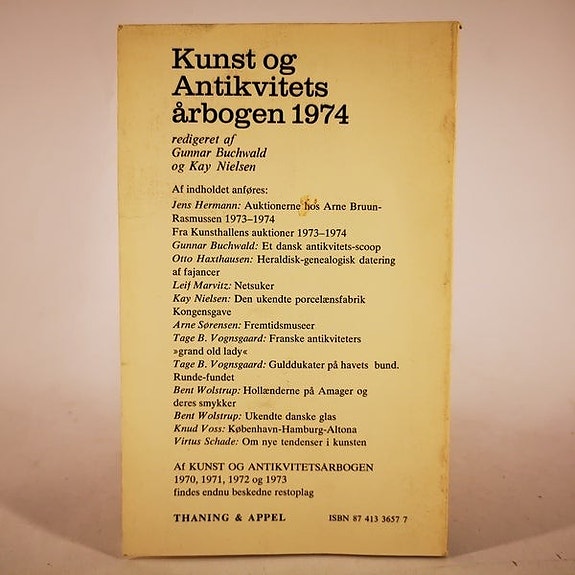 Kunst og
Antikvitets
årbogen 1974
redigeret af
Gunnar Buchwald
og Kay Nielsen
Af indholdet anføres:
Jens Hermann: Auktionerne hos Arne Bruun-
Rasmussen 1973–1974
Fra Kunsthallens auktioner 1973–1974
Gunnar Buchwald: Et dansk antikvitets-scoop
Otto Haxthausen: Heraldisk-genealogisk datering
af fajancer
Leif Marvitz: Netsuker
Kay Nielsen: Den ukendte porcelænsfabrik
Kongensgave
Arne Sørensen: Fremtidsmuseer
Tage B. Vognsgaard: Franske antikviteters
»grand old lady«
Tage B. Vognsgaard: Gulddukater på havets bund.
Runde-fundet
Bent Wolstrup: Hollænderne på Amager og
deres smykker
Bent Wolstrup: Ukendte danske glas
Knud Voss: København-Hamburg-Altona
Virtus Schade: Om nye tendenser i kunsten
Af KUNST OG ANTIKVITETSÅRBOGEN
1970, 1971, 1972 og 1973
findes endnu beskedne restoplag
THANING & APPEL ISBN 87 413 3657 7